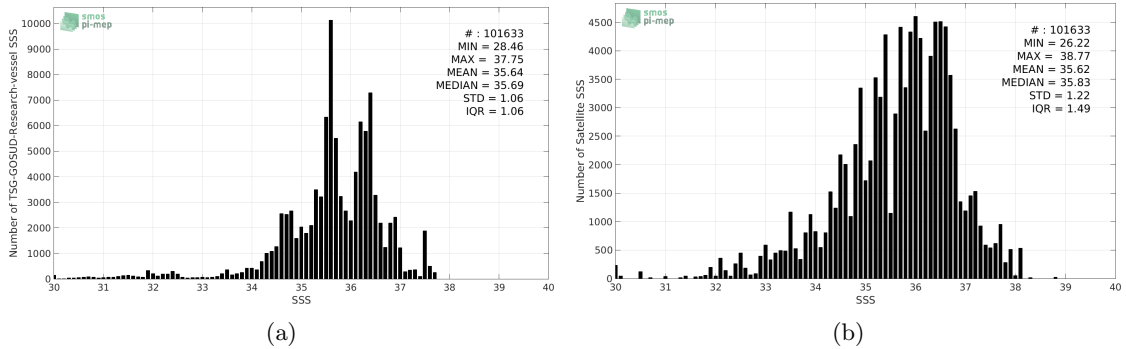 smos
pi-mep
Number of TSG-GOSUD-Research-vessel SSS
10000
9000
8000
7000
6000
5000
4000
3000
2000
1000
0
# : 101633
MIN = 28.46
MAX = 37.75
MEAN = 35.64
MEDIAN = 35.69
STD = 1.06
IQR = 1.06
30 31 32 33 34 35 36 37 38 39 40
SSS
(a)
smos
pi-mep
Number of Satellite SSS
4500
4000
3500
3000
2500
2000
1500
1000
500
0
# : 101633
MIN = 26.22
MAX = 38.77
MEAN = 35.62
MEDIAN = 35.83
STD = 1.22
IQR = 1.49
30 31 32 33 34 35 36 37 38 39 40
SSS
(b)